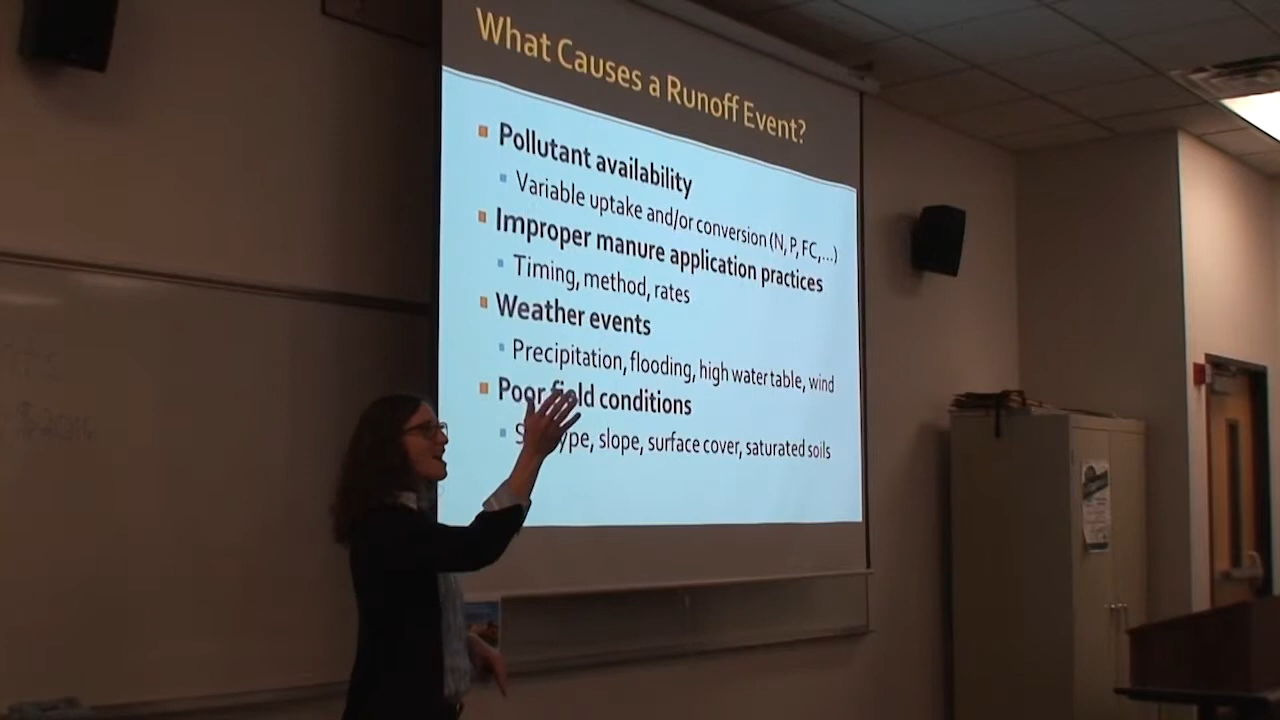 What Causes a Runoff Event?
Pollutant availability
Variable uptake and/or conversion (N, P, FC,...)
Improper manure application practices
Timing, method, rates
Weather events
Precipitation, flooding, high water table, wind
Poor field conditions
slope, surface cover, saturated soils